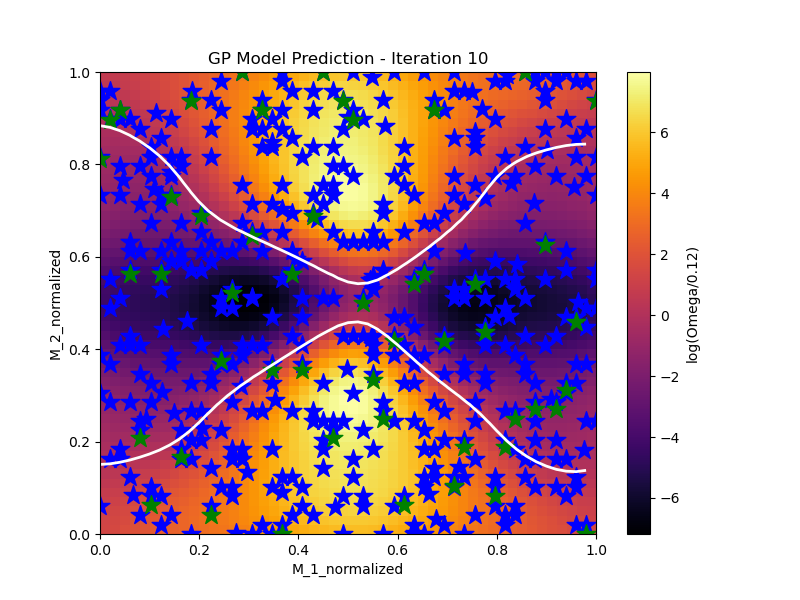 GP Model Prediction - Iteration 10
M_2_normalized
1.0
0.8
0.6
0.4
0.2
0.0
0.0 0.2 0.4 0.6 0.8 1.0
M_1_normalized
6
4
2
0
−2
−4
−6
log(Omega/0.12)